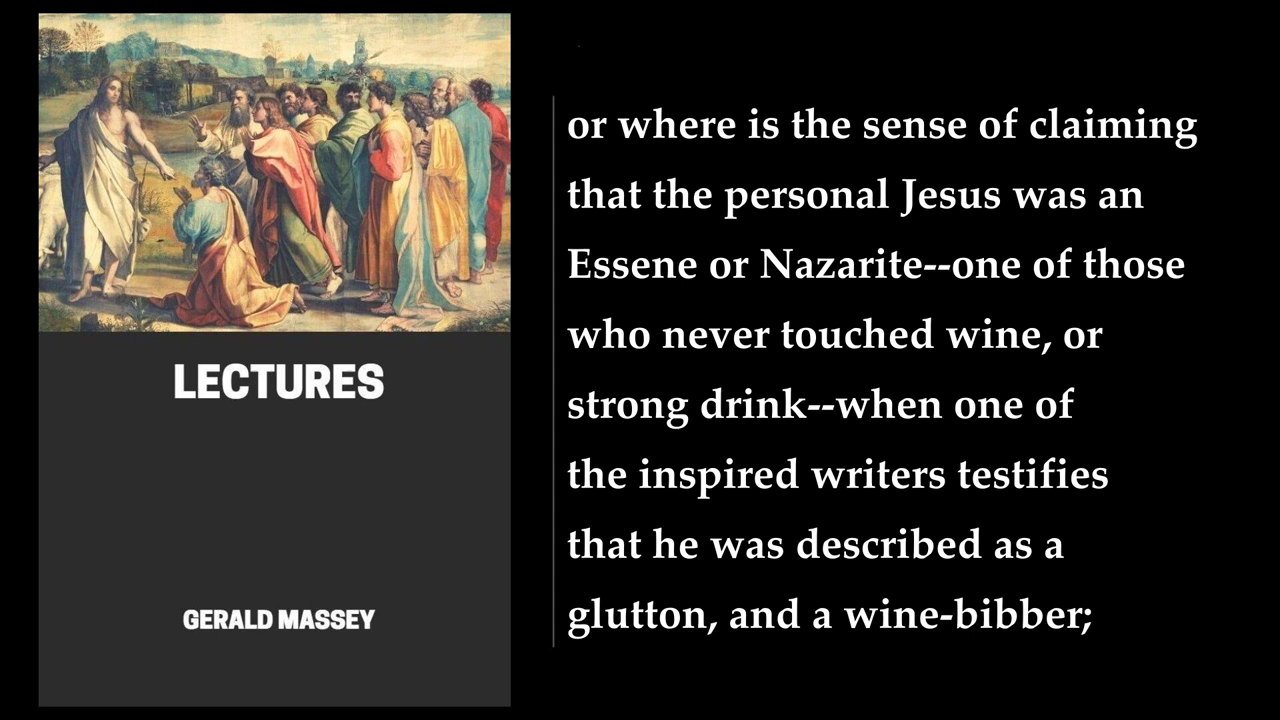 LECTURES
GERALD MASSEY
or where is the sense of claiming
that the personal Jesus was an
Essene or Nazarite--one of those
who never touched wine, or
strong drink--when one of
the inspired writers testifies
that he was described as a
glutton, and a wine-bibber;